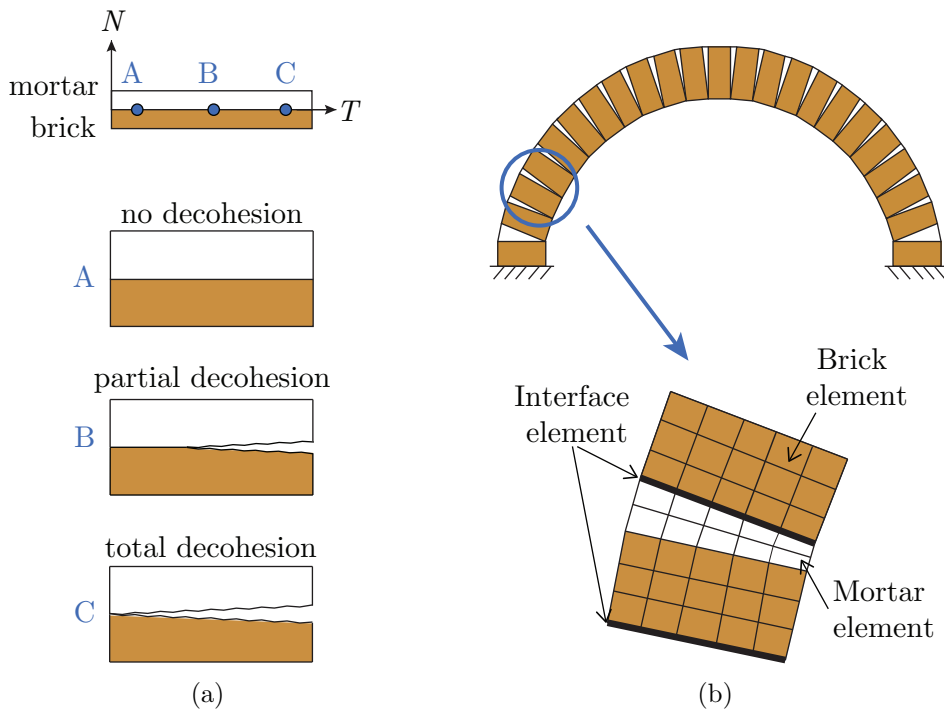 N
A B C
mortar
T
brick
no decohesion
A
partial decohesion
B
total decohesion
C
(a)
Brick
element
Interface
element
Mortar
element
(b)